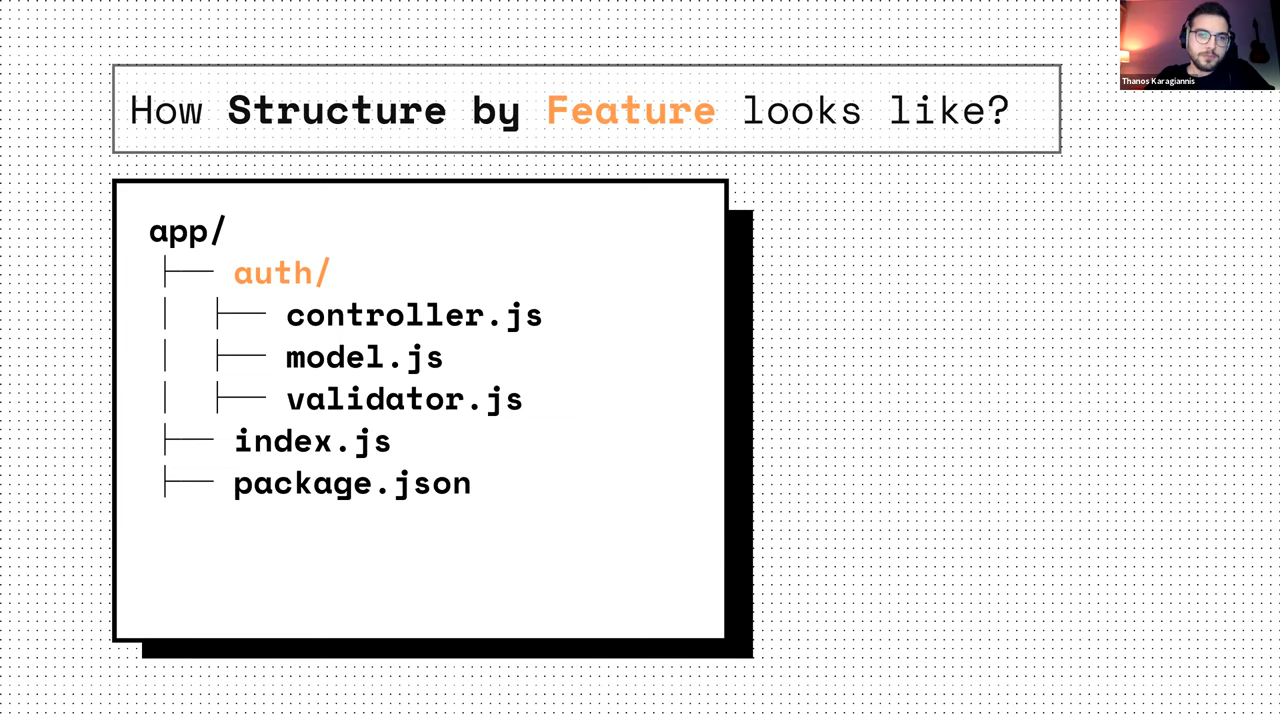 How Structure by Feature looks like?
Thanos Karagiannis
app/
├── auth/
│   ├── controller.js
│   ├── model.js
│   ├── validator.js
├── index.js
├── package.json